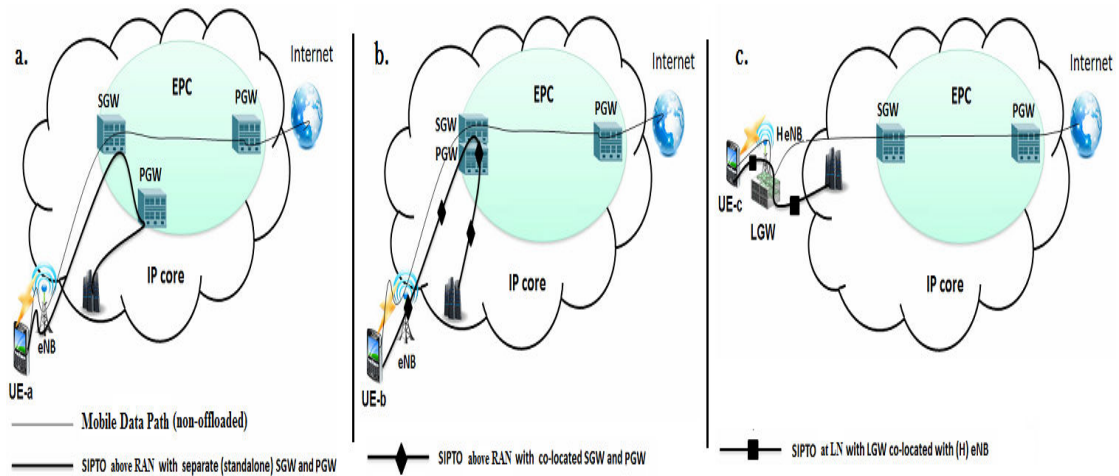 a.
Internet
EPC
SGW
PGW
PGW
IP core
eNB
UE-a
Mobile Data Path (non-offloaded)
SIPTO above RAN with separate (standalone) SGW and PGW
b.
Internet
EPC
SGW
PGW
PGW
IP core
eNB
UE-b
SIPTO above RAN with co-located SGW and PGW
c.
Internet
EPC
SGW
PGW
H eNB
UE-c
LGW
IP core
SIPTO at LN with LGW co-located with (H) eNB